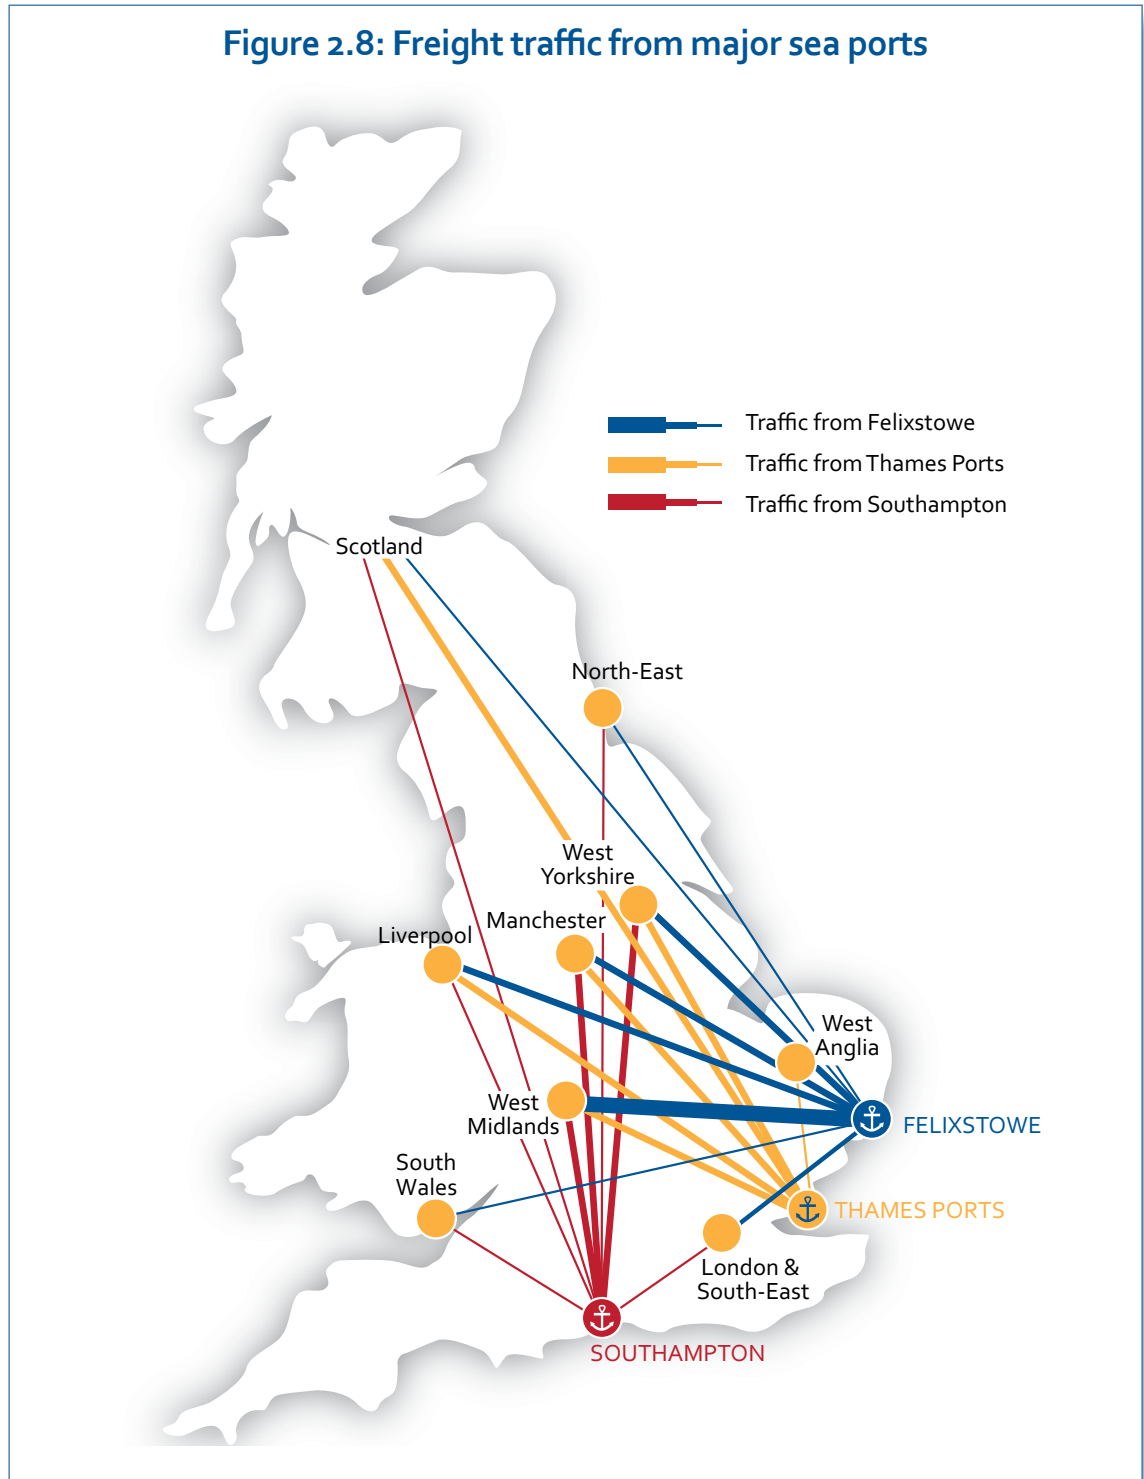 Figure 2.8: Freight traffic from major sea ports
Traffic from Felixstowe
Traffic from Thames Ports
Traffic from Southampton
Scotland
North-East
West
Yorkshire
Manchester
Liverpool
West
Anglia
West
Midlands
FELIXSTOWE
South
Wales
THAMES PORTS
London &
South-East
SOUTHAMPTON